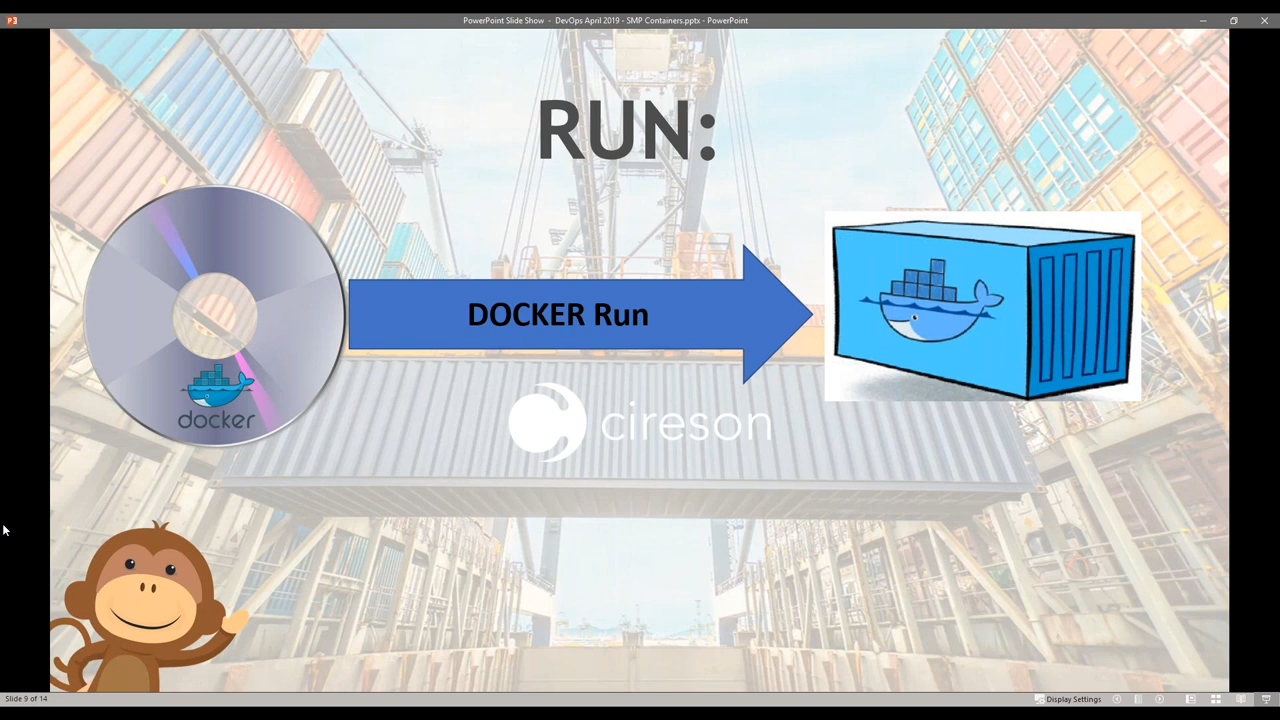 PowerPoint Slide Show - DevOps April 2019 - SMP Containers.pptx - PowerPoint
RUN:
DOCKER Run
docker
cireson
Slide 9 of 14
Display Settings